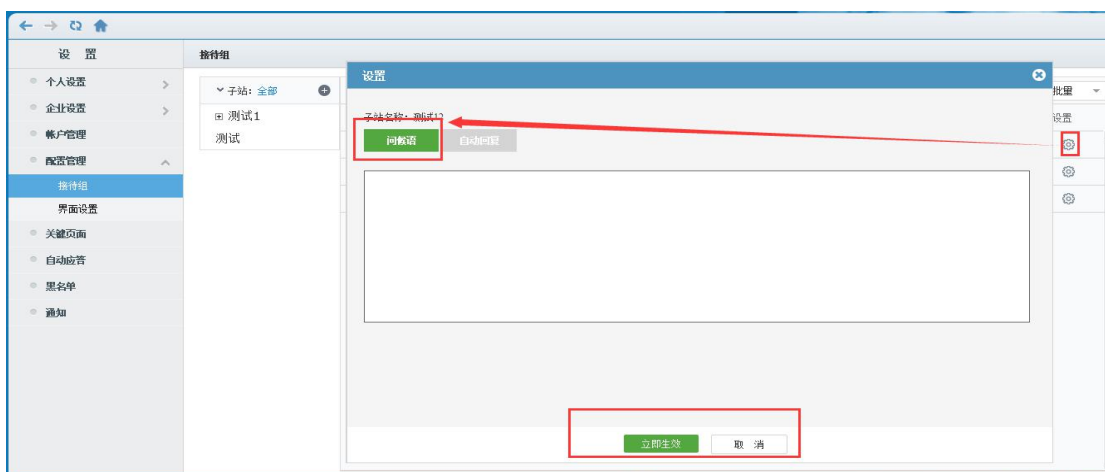 设 置
接待组
个人设置
企业设置
帐户管理
配置管理
接待组
界面设置
关键页面
自动应答
黑名单
通知
子站：全部
测试1
测试
设置
批量
设置
子站名称：测试12
问候语
自动回复
立即生效
取 消